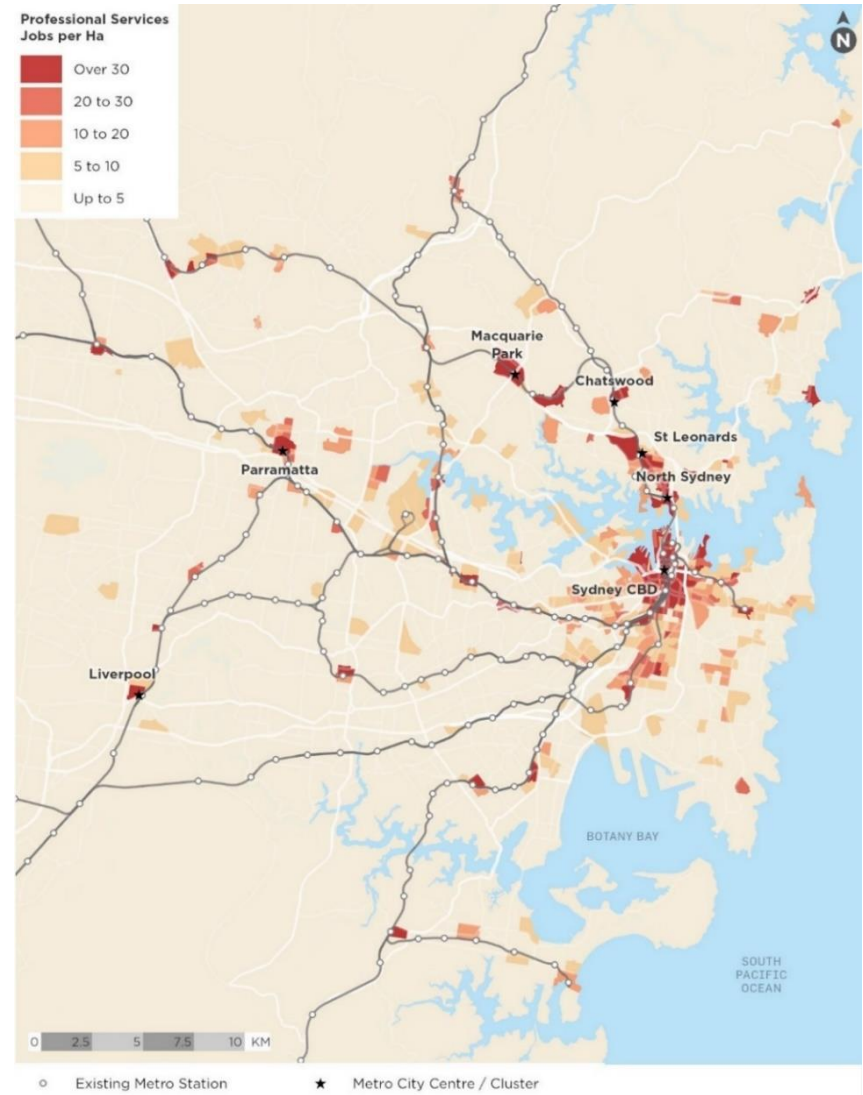 Professional Services
Jobs per Ha
Over 30
20 to 30
10 to 20
5 to 10
Up to 5
N
Macquarie
Park
Chatswood
St Leonards
Parramatta
North Sydney
Sydney CBD
Liverpool
BOTANY BAY
SOUTH
PACIFIC
OCEAN
0 2.5 5 7.5 10 KM
Existing Metro Station
Metro City Centre / Cluster